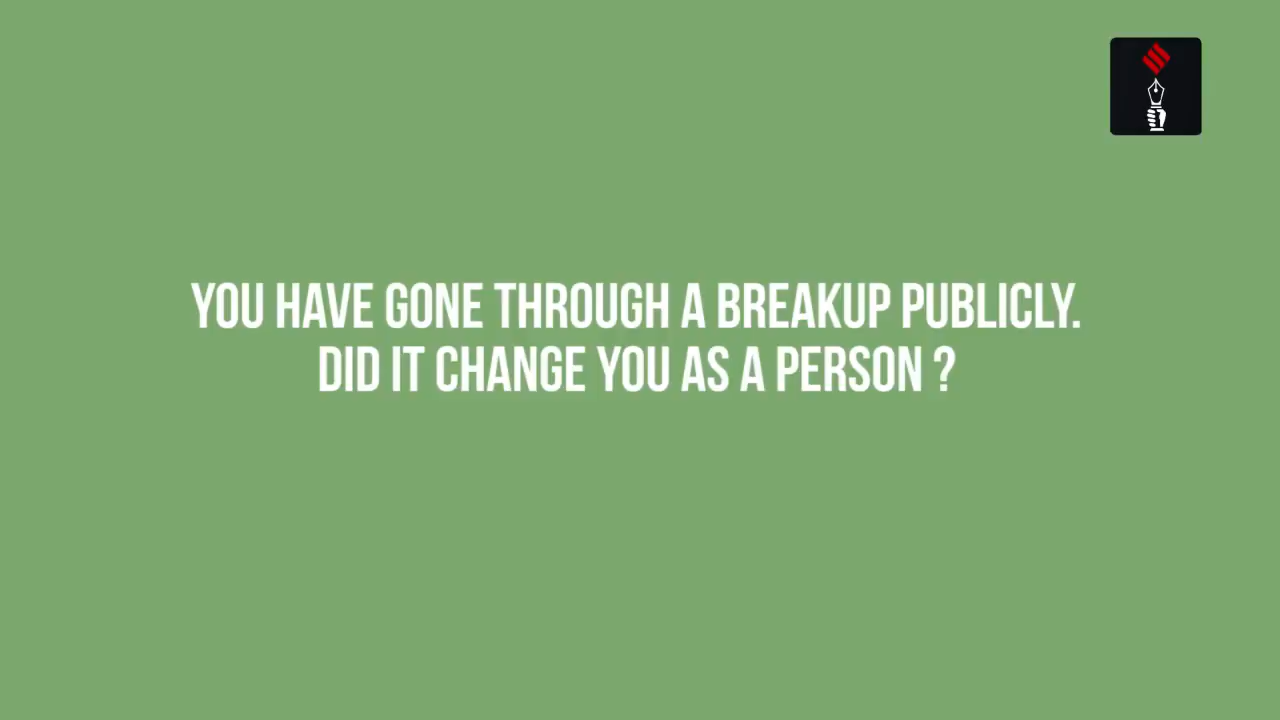 YOU HAVE GONE THROUGH A BREAKUP PUBLICLY.
DID IT CHANGE YOU AS A PERSON ?